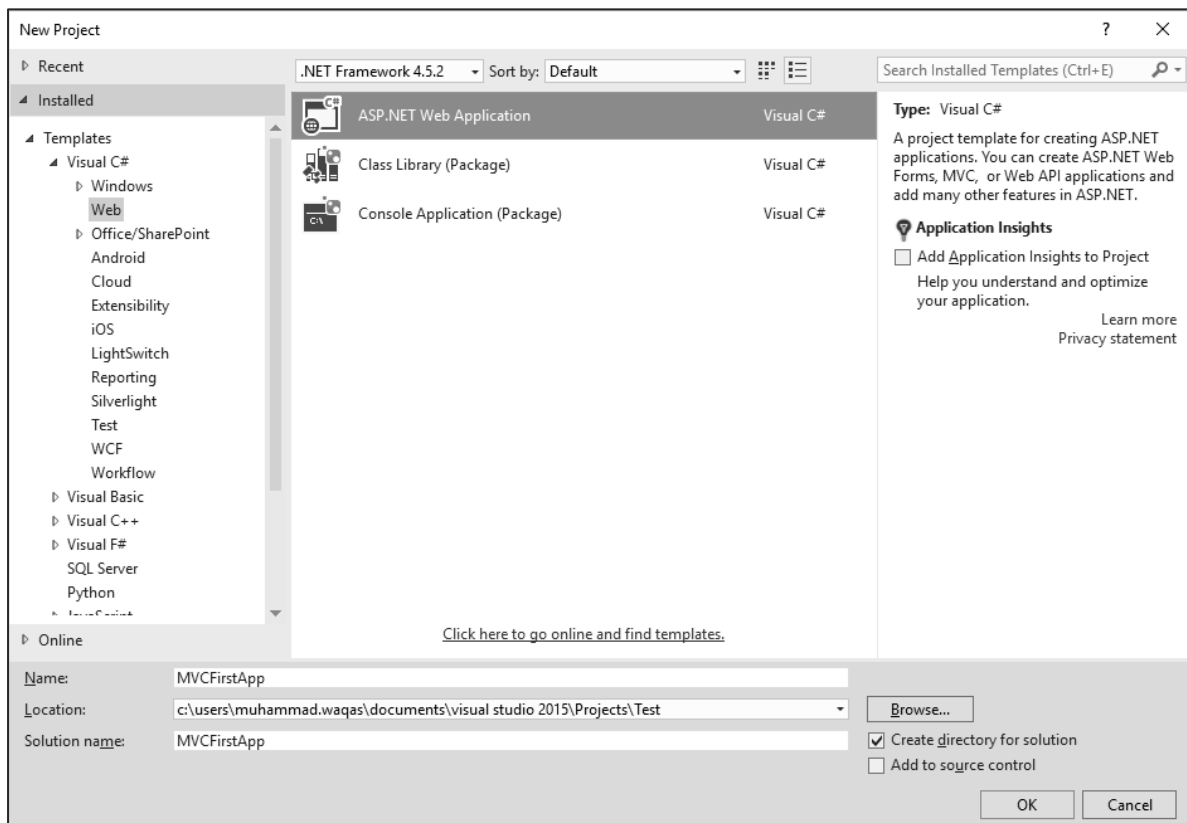 New Project
?
Recent
Installed
.NET Framework 4.5.2
Sort by: Default
Search Installed Templates (Ctrl+E)
Templates
Visual C#
Windows
Web
Office/SharePoint
Android
Cloud
Extensibility
iOS
LightSwitch
Reporting
Silverlight
Test
WCF
Workflow
Visual Basic
Visual C++
Visual F#
SQL Server
Python
JavaScript
Online
C#
ASP.NET Web Application Visual C#
Class Library (Package) Visual C#
C:\
Console Application (Package) Visual C#
Click here to go online and find templates.
Type: Visual C#
A project template for creating ASP.NET
applications. You can create ASP.NET Web
Forms, MVC, or Web API applications and
add many other features in ASP.NET.
Application Insights
Add Application Insights to Project
Help you understand and optimize
your application.
Learn more
Privacy statement
Name: MVCFirstApp
Location: c:\users\muhammad.waqas\documents\visual studio 2015\Projects\Test
Browse...
Solution name: MVCFirstApp
Create directory for solution
Add to source control
OK Cancel